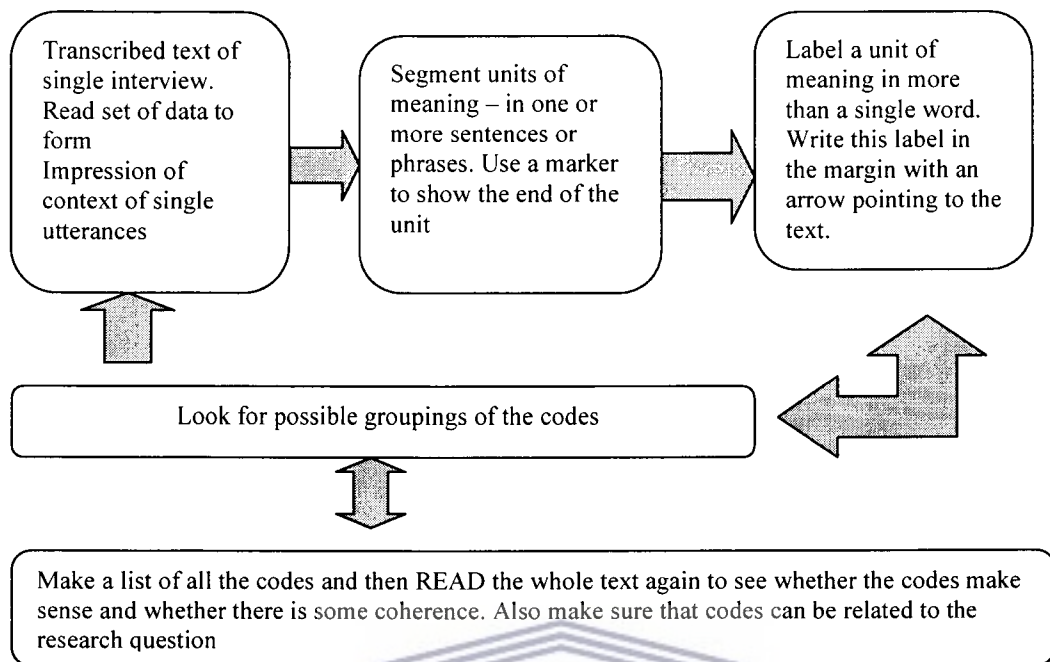 Transcribed text of
single interview.
Read set of data to
form
Impression of
context of single
utterances
Segment units of
meaning – in one or
more sentences or
phrases. Use a marker
to show the end of the
unit
Label a unit of
meaning in more
than a single word.
Write this label in
the margin with an
arrow pointing to the
text.
Look for possible groupings of the codes
Make a list of all the codes and then READ the whole text again to see whether the codes make
sense and whether there is some coherence. Also make sure that codes can be related to the
research question